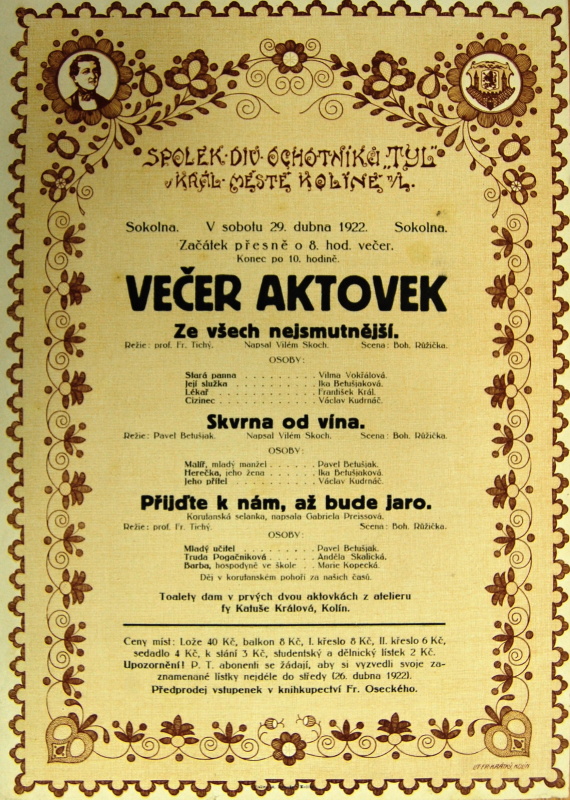 SPOLEK·DIV·OCHOTNÍKŮ „TYL“
V KRÁL·MĚSTĚ KOLÍNĚ N/L.
Sokolna. V sobotu 29. dubna 1922. Sokolna.
Začátek přesně o 8. hod. večer.
Konec po 10. hodině.
VEČER AKTOVEK
Ze všech nejsmutnější.
Režie: prof. Fr. Tichý. Napsal Vilém Skoch. Scena: Boh. Růžička.
OSOBY:
Stará panna . . . . . . . . . . Vilma Vokřálová.
Její služka . . . . . . . . . . Ika Betušjaková.
Lékař . . . . . . . . . . František Král.
Cizinec . . . . . . . . . . Václav Kudrnáč.
Skvrna od vína.
Režie: Pavel Betušjak. Napsal Vilém Skoch. Scena: Boh. Růžička.
OSOBY:
Malíř, mladý manžel . . . . . . Pavel Betušjak.
Herečka, jeho žena . . . . . . Ika Betušjaková.
Jeho přítel . . . . . . . . . Václav Kudrnáč.
Přijďte k nám, až bude jaro.
Korutanská selanka, napsala Gabriela Preissová.
Režie: prof. Fr. Tichý. Scena: Boh. Růžička.
OSOBY:
Mladý učitel . . . . . . . . . Pavel Betušjak.
Truda Pogačniková . . . . . . Anděla Skalická.
Barba, hospodyně ve škole . . Marie Kopecká.
Děj v korutanském pohoří za našich časů.
Toalety dam v prvých dvou aktovkách z atelieru
fy Katuše Králová, Kolín.
Ceny míst: Lože 40 Kč, balkon 8 Kč, I. křeslo 8 Kč, II. křeslo 6 Kč,
sedadlo 4 Kč, k stání 3 Kč, studentský a dělnický lístek 2 Kč.
Upozornění! P. T. abonenti se žádají, aby si vyzvedli svoje za-
znamenané lístky nejdéle do středy (26. dubna 1922).
Předprodej vstupenek v knihkupectví Fr. Oseckého.